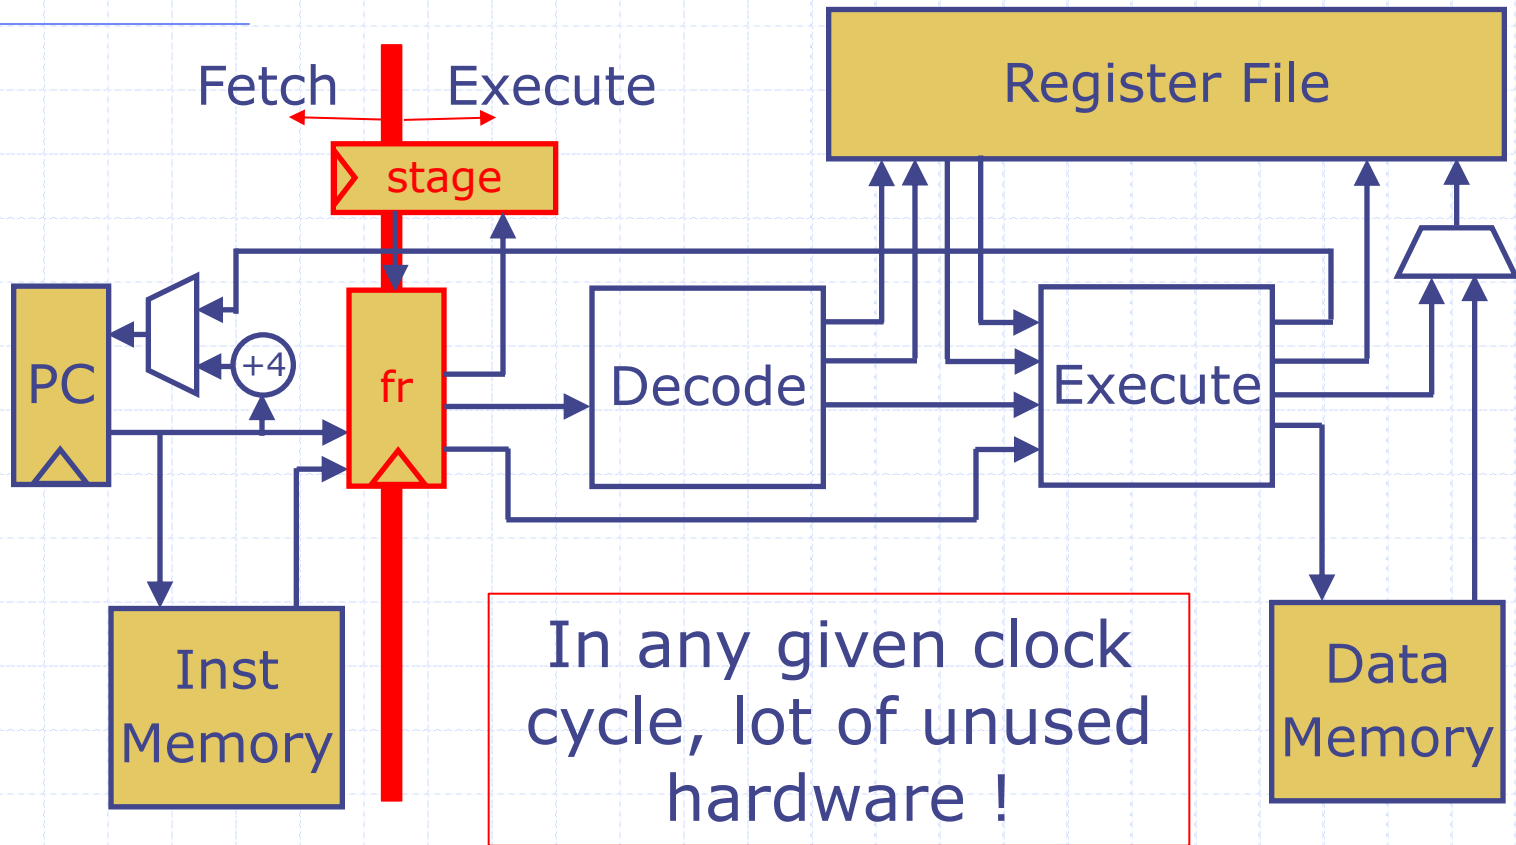 Fetch
Execute
Register File
stage
PC
+4
fr
Decode
Execute
Inst
Memory
In any given clock
cycle, lot of unused
hardware !
Data
Memory